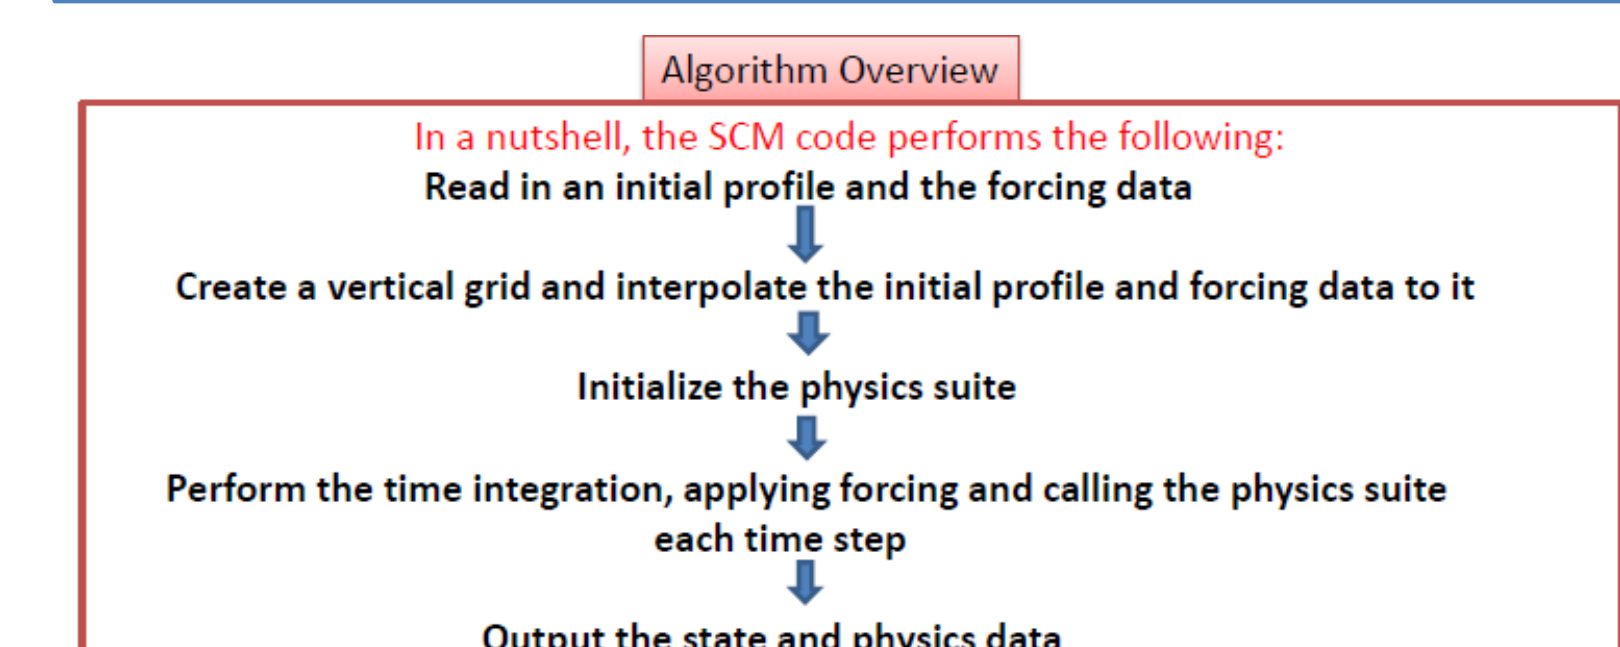 Algorithm Overview
In a nutshell, the SCM code performs the following:
Read in an initial profile and the forcing data
Create a vertical grid and interpolate the initial profile and forcing data to it
Initialize the physics suite
Perform the time integration, applying forcing and calling the physics suite
each time step
Output the state and physics data